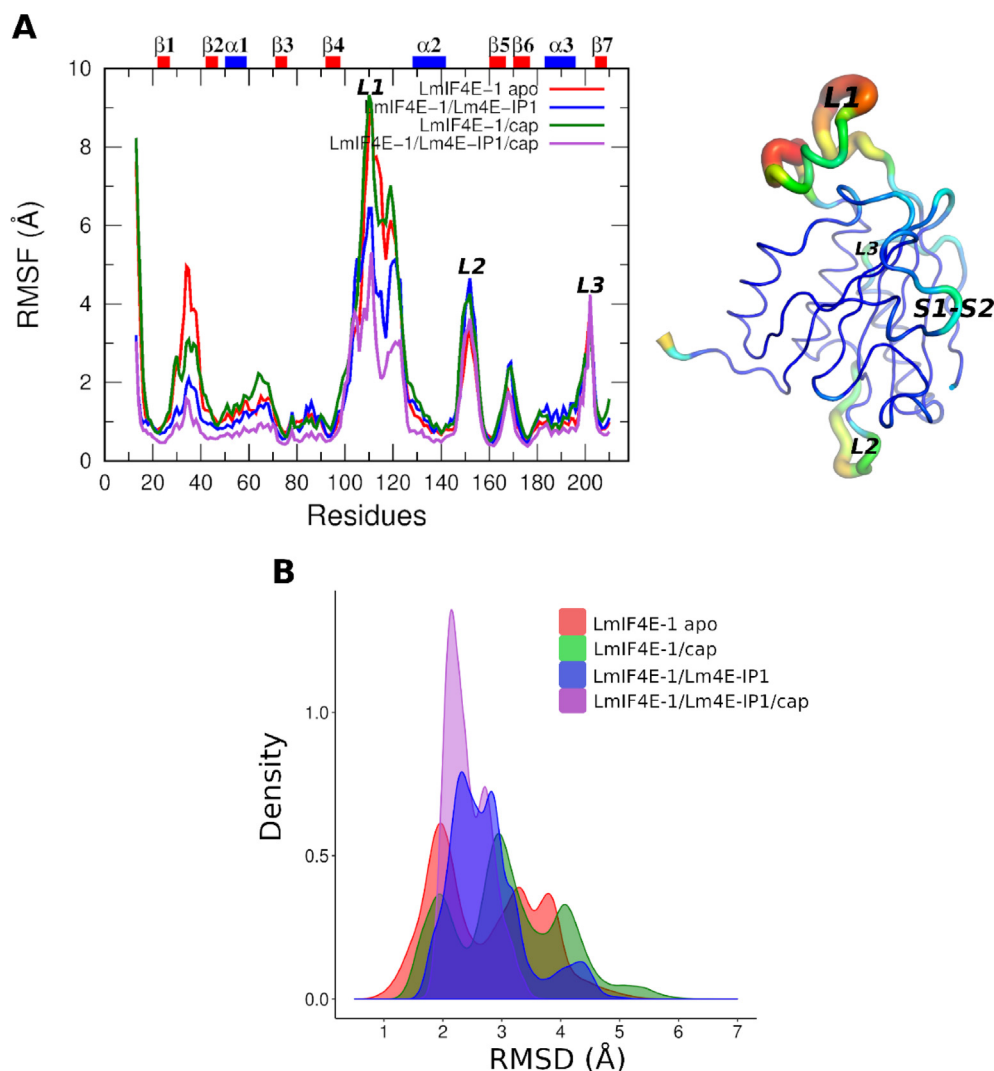 A
β1 β2 α1 β3 β4 α2 β5 β6 α3 β7
10
8
6
4
2
0
RMSF (Å)
0 20 40 60 80 100 120 140 160 180 200
Residues
L1
L2
L3
LmIF4E-1 apo
LmIF4E-1/Lm4E-IP1
LmIF4E-1/cap
LmIF4E-1/Lm4E-IP1/cap
L1
L3
S1-S2
L2
B
LmIF4E-1 apo
LmIF4E-1/cap
LmIF4E-1/Lm4E-IP1
LmIF4E-1/Lm4E-IP1/cap
1.0
0.5
0.0
Density
1 2 3 4 5 6 7
RMSD (Å)